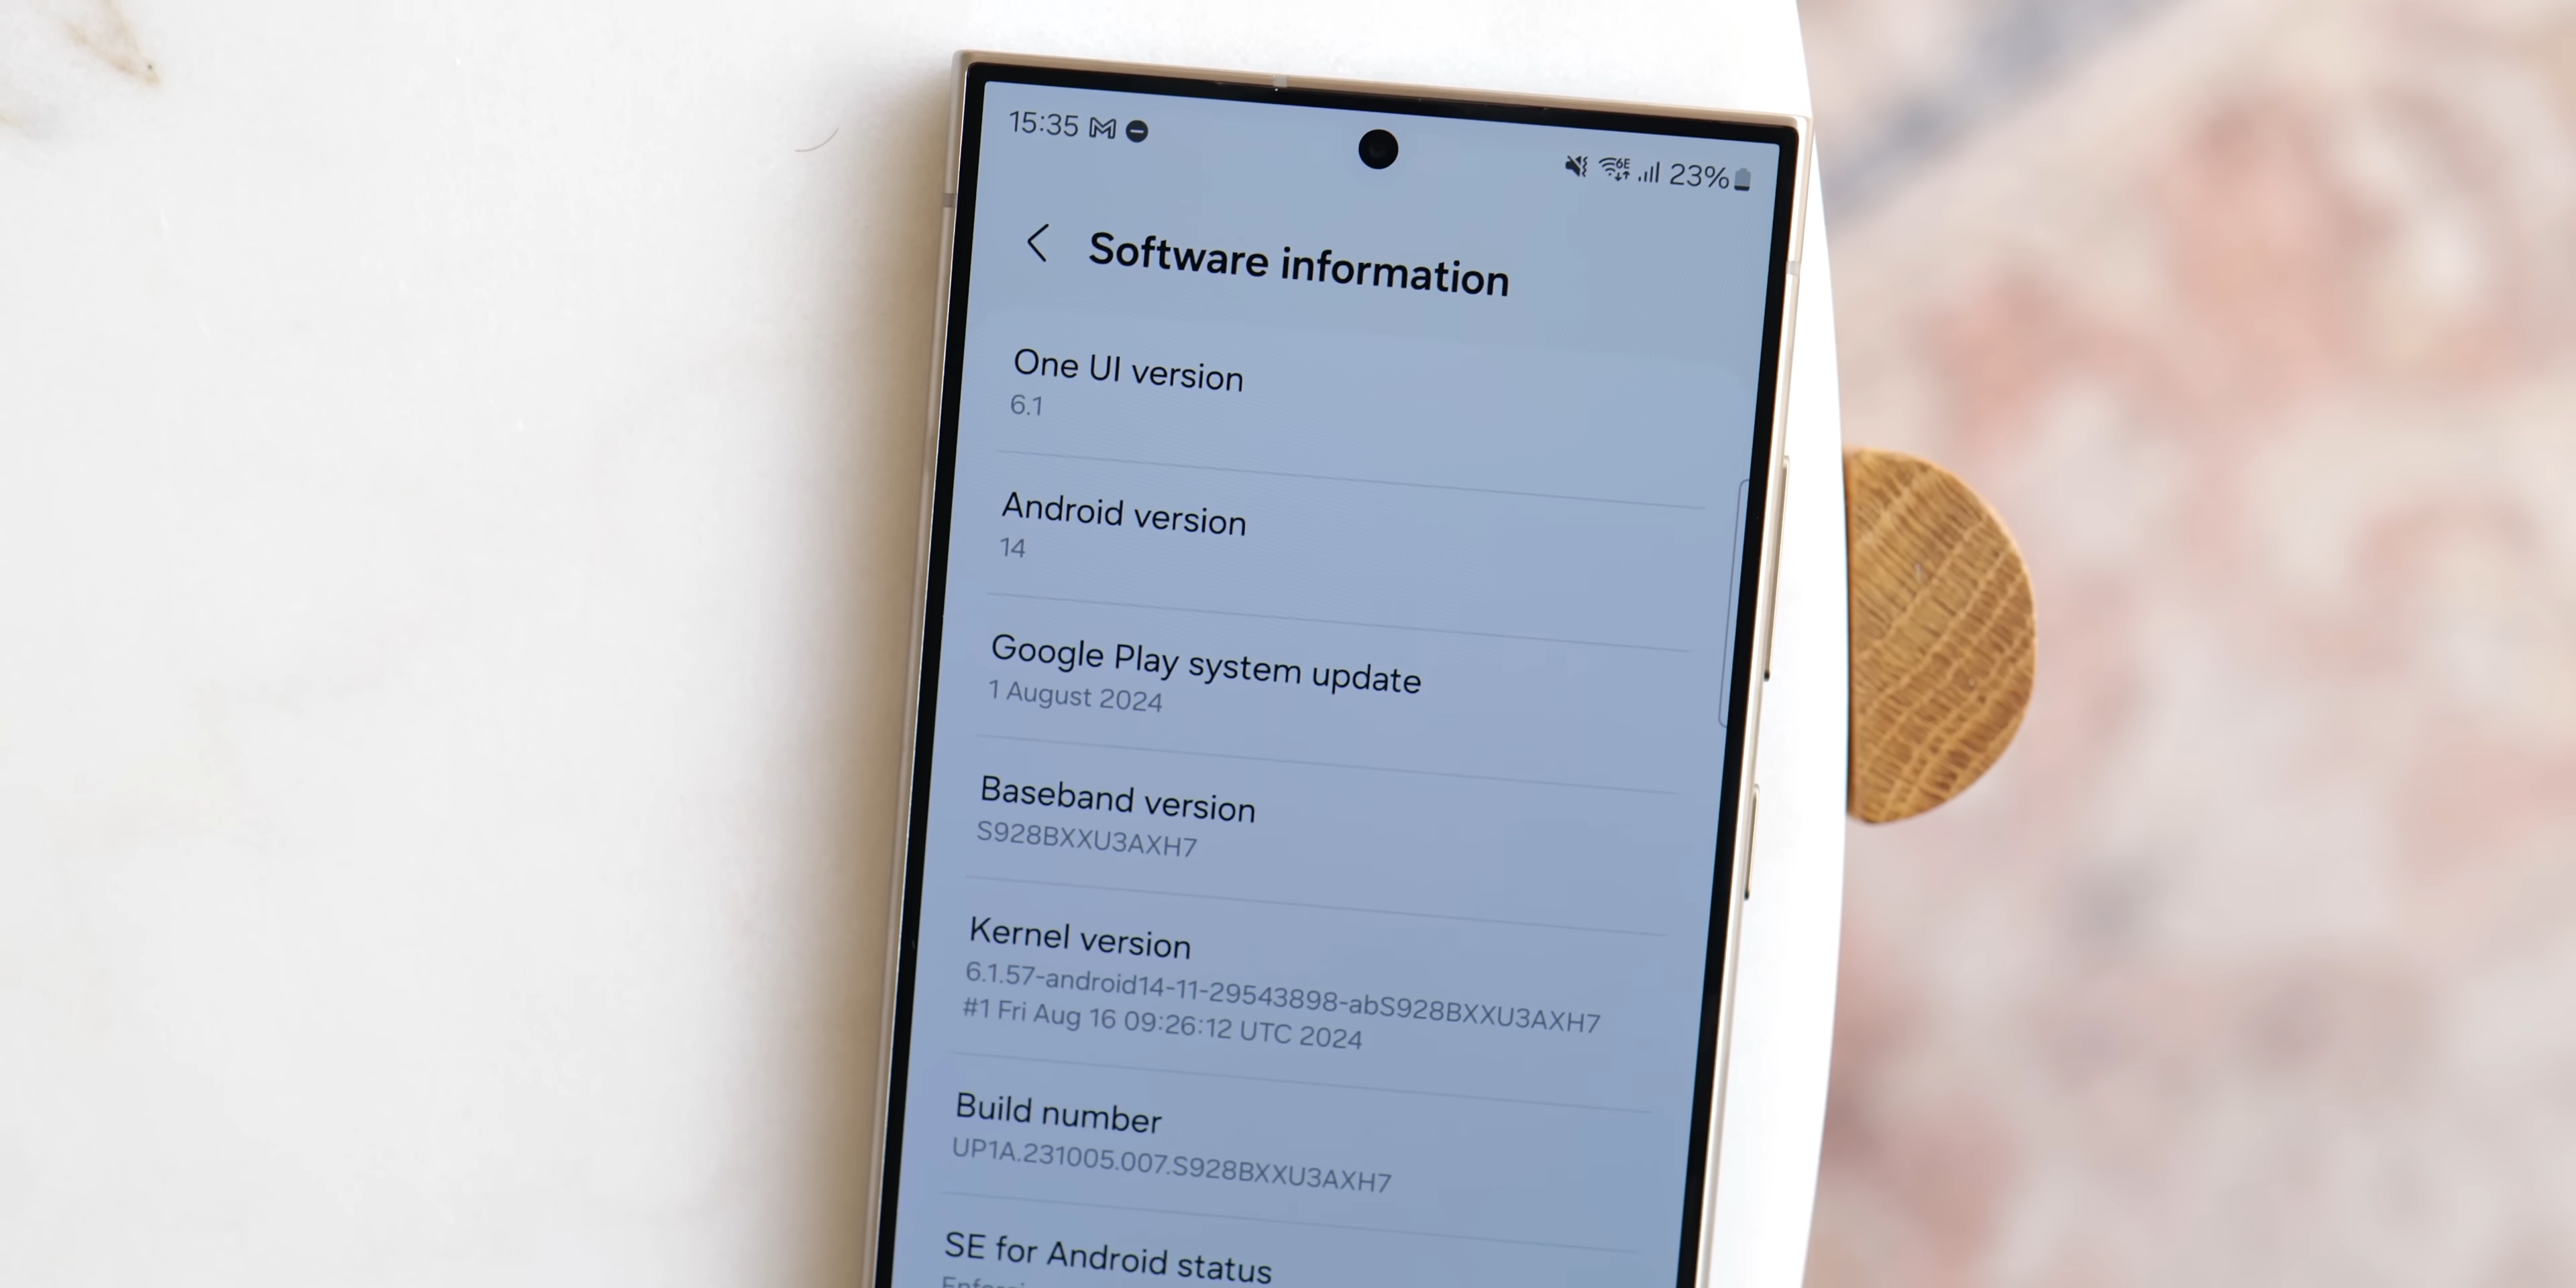 15:35
6E
23%
Software information
One UI version
6.1
Android version
14
Google Play system update
1 August 2024
Baseband version
S928BXXU3AXH7
Kernel version
6.1.57-android14-11-29543898-abS928BXXU3AXH7
#1 Fri Aug 16 09:26:12 UTC 2024
Build number
UP1A.231005.007.S928BXXU3AXH7
SE for Android status